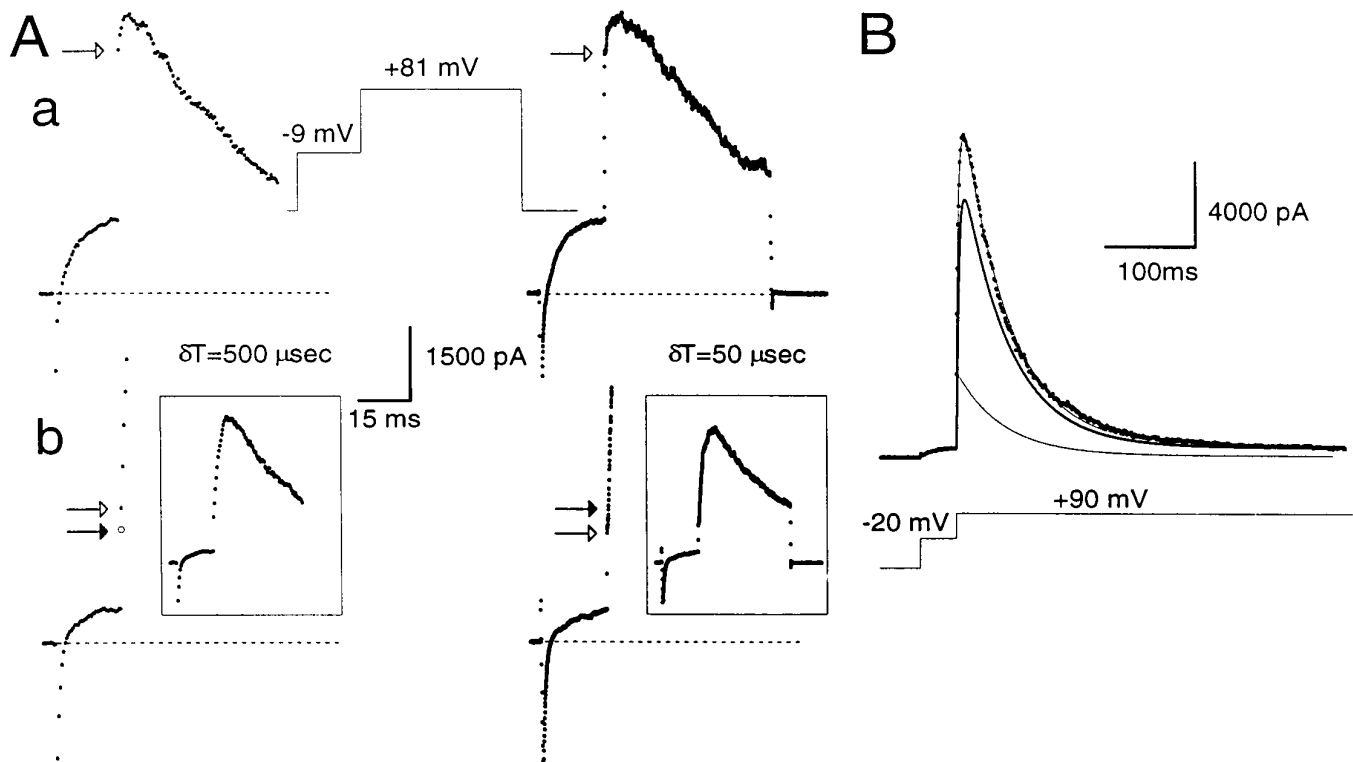 A
a
-9 mV
+81 mV
δT=500 μsec
1500 pA
15 ms
δT=50 μsec
b
B
4000 pA
100ms
-20 mV
+90 mV